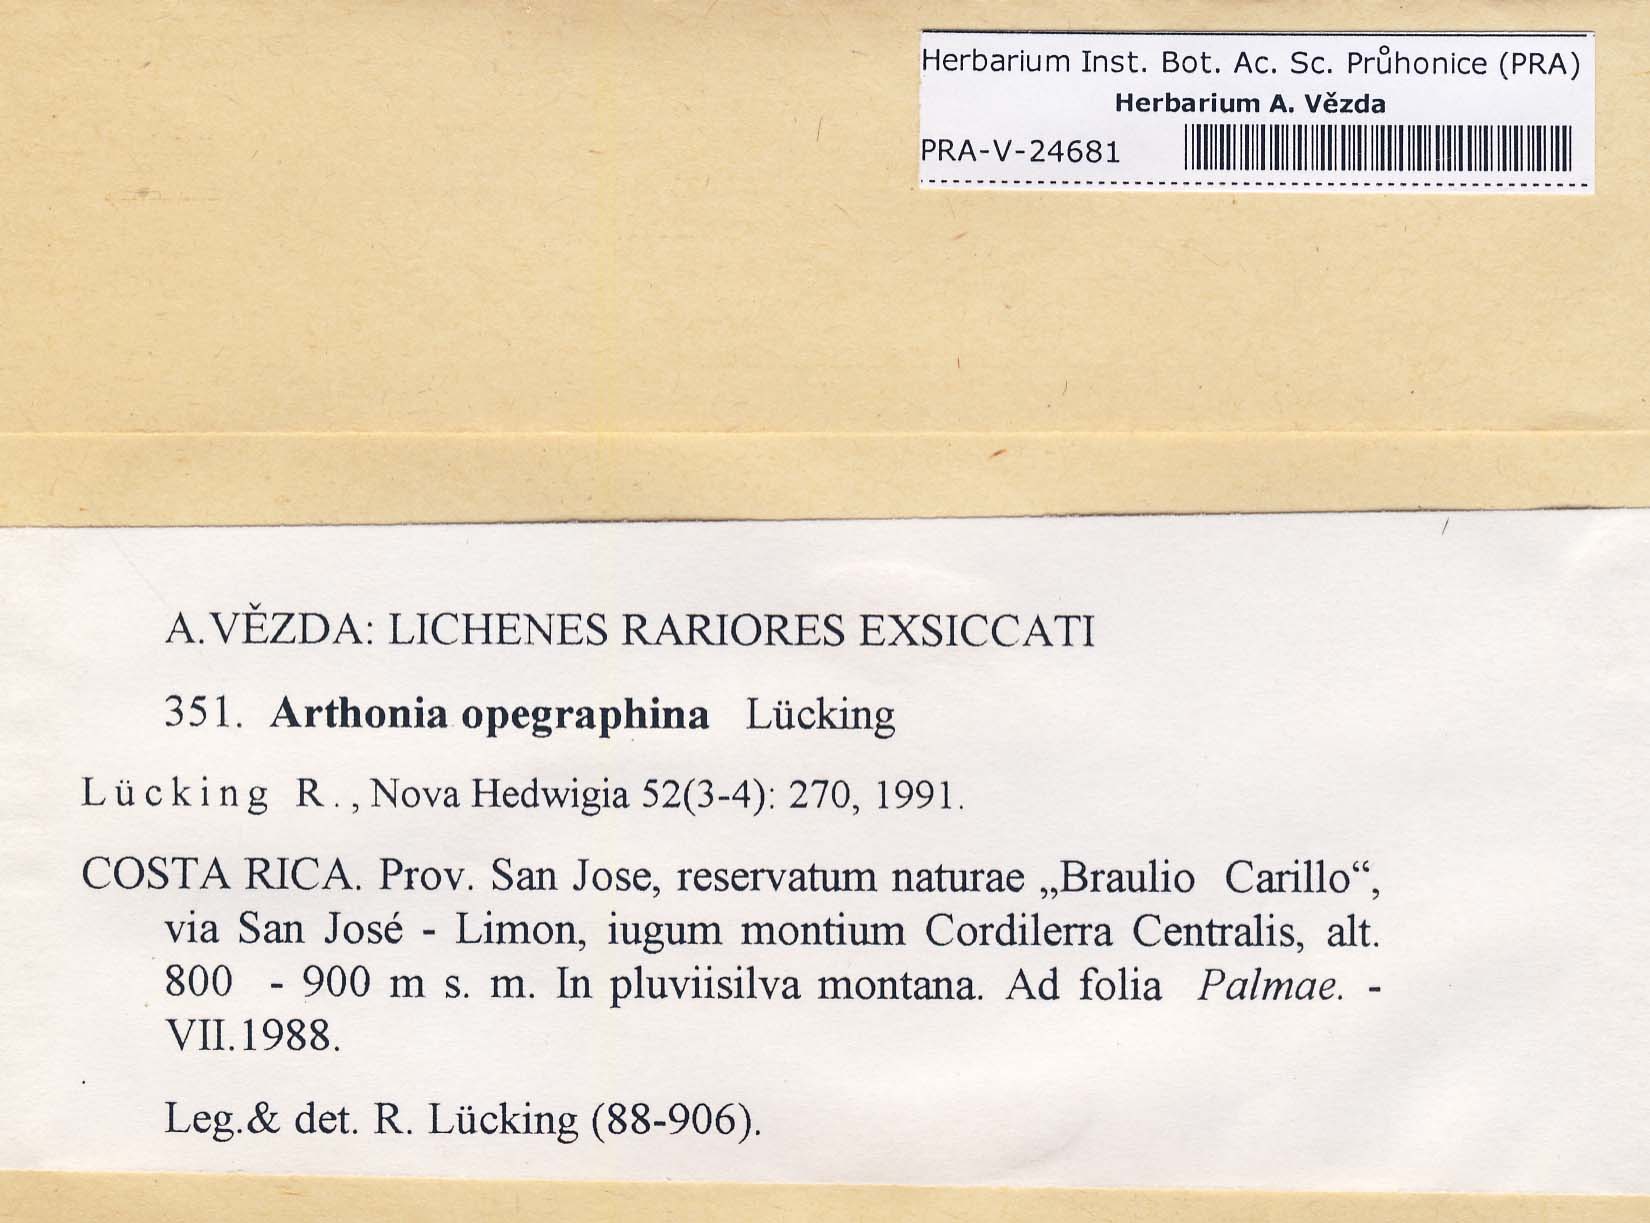 Herbarium Inst. Bot. Ac. Sc. Průhonice (PRA)
Herbarium A. Vězda
PRA-V-24681
A.VĚZDA: LICHENES RARIORES EXSICCATI
351. Arthonia opegraphina Lücking
Lücking R., Nova Hedwigia 52(3-4): 270, 1991.
COSTA RICA. Prov. San Jose, reservatum naturae „Braulio Carillo“,
via San José - Limon, iugum montium Cordilerra Centralis, alt.
800 - 900 m s. m. In pluviisilva montana. Ad folia Palmae. -
VII.1988.
Leg.& det. R. Lücking (88-906).